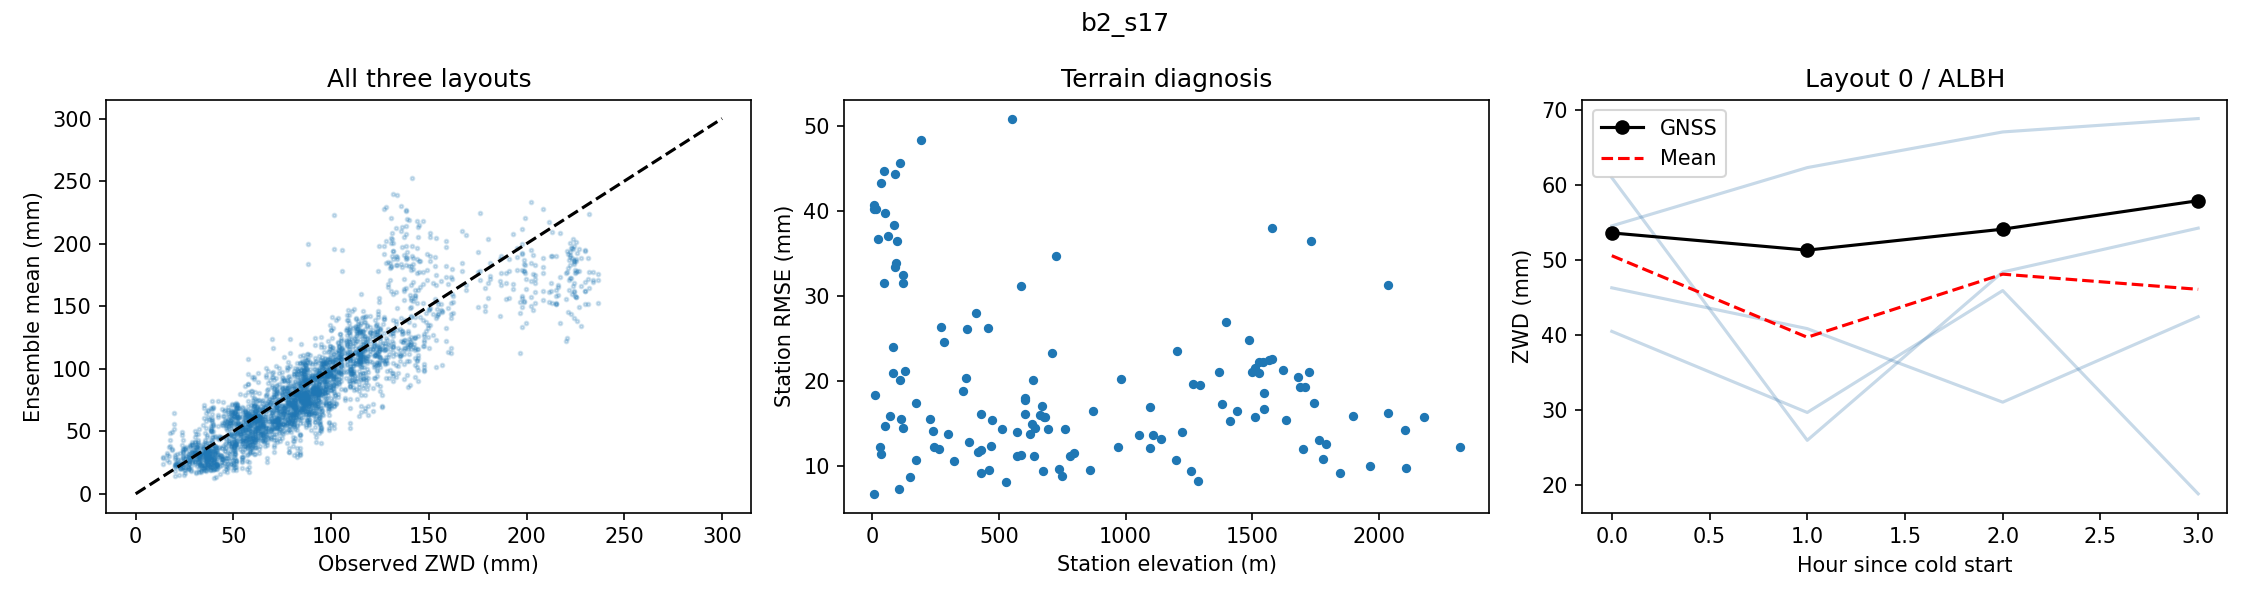 b2_s17
All three layouts
300
250
200
150
100
50
0
0 50 100 150 200 250 300
Ensemble mean (mm)
Observed ZWD (mm)
Terrain diagnosis
50
40
30
20
10
0 500 1000 1500 2000
Station RMSE (mm)
Station elevation (m)
Layout 0 / ALBH
GNSS
Mean
70
60
50
40
30
20
0.0 0.5 1.0 1.5 2.0 2.5 3.0
ZWD (mm)
Hour since cold start